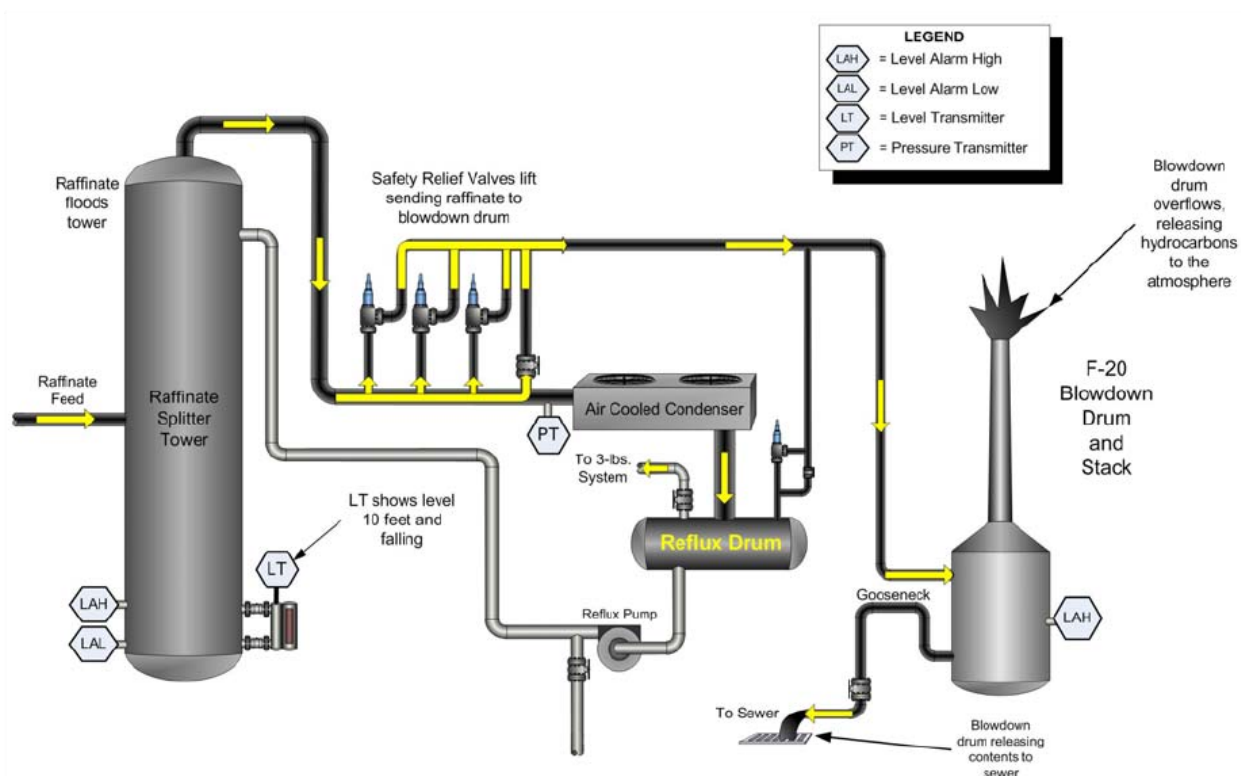 LEGEND
LAH = Level Alarm High
LAL = Level Alarm Low
LT = Level Transmitter
PT = Pressure Transmitter
Raffinate
floods
tower
Safety Relief Valves lift
sending raffinate to
blowdown drum
Blowdown
drum
overflows,
releasing
hydrocarbons
to the
atmosphere
Raffinate
Feed
Raffinate
Splitter
Tower
Air Cooled Condenser
PT
F-20
Blowdown
Drum
and
Stack
To 3-lbs.
System
LT shows level
10 feet and
falling
LT
Reflux Drum
LAH
LAL
Reflux Pump
Gooseneck
LAH
To Sewer
Blowdown
drum releasing
contents to
sewer